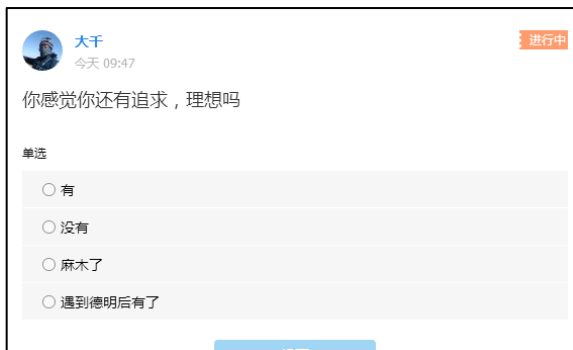 大千
进行中
今天 09:47
你感觉你还有追求，理想吗
单选
有
没有
麻木了
遇到德明后有了